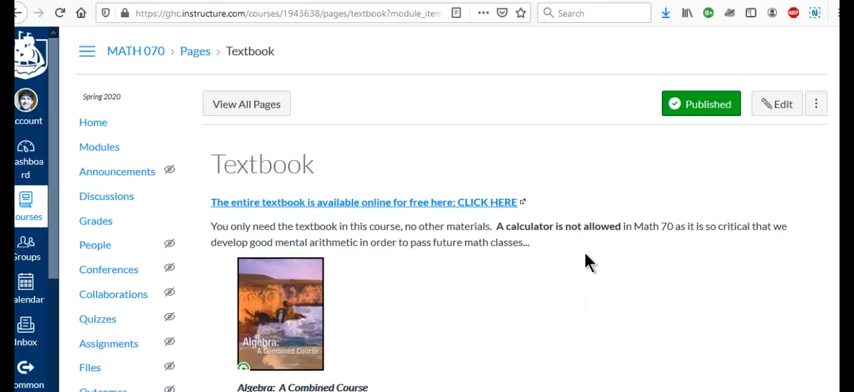 https://ghc.instructure.com/courses/1943638/pages/textbook?module_item
Search
MATH 070 > Pages > Textbook
Spring 2020
View All Pages
Published
Edit
Home
Modules
Announcements
Discussions
Grades
People
Conferences
Collaborations
Quizzes
Assignments
Files
Outcomes
ccount
ashboa
rd
ourses
roups
alendar
Inbox
ommon
Textbook
The entire textbook is available online for free here: CLICK HERE
You only need the textbook in this course, no other materials. A calculator is not allowed in Math 70 as it is so critical that we
develop good mental arithmetic in order to pass future math classes...
Algebra:
A Combined Course
Algebra: A Combined Course